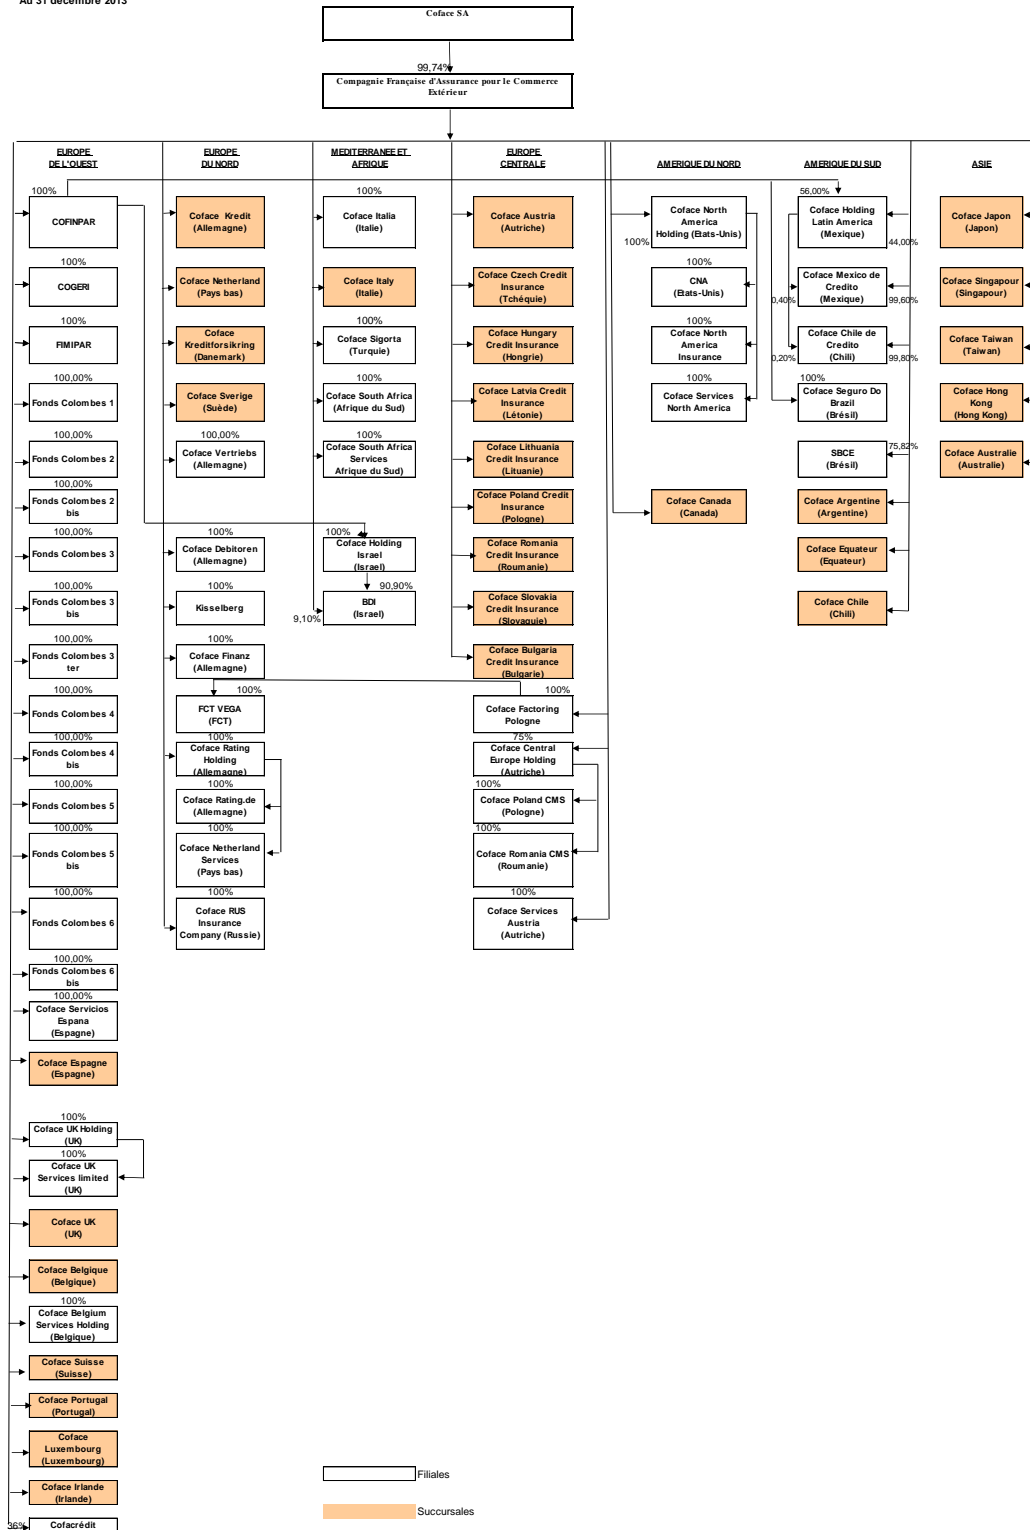 Au 31 décembre 2013
Coface SA
99,74%
Compagnie Française d'Assurance pour le Commerce
Extérieur
EUROPE
DE L'OUEST
100%
COFINPAR
100%
COGERI
100%
FIMIPAR
100,00%
Fonds Colombes 1
100,00%
Fonds Colombes 2
100,00%
Fonds Colombes 2
bis
100,00%
Fonds Colombes 3
100,00%
Fonds Colombes 3
bis
100,00%
Fonds Colombes 3
ter
100,00%
Fonds Colombes 4
100,00%
Fonds Colombes 4
bis
100,00%
Fonds Colombes 5
100,00%
Fonds Colombes 5
bis
100,00%
Fonds Colombes 6
100,00%
Fonds Colombes 6
bis
100,00%
Coface Servicios
Espana
(Espagne)
Coface Espagne
(Espagne)
100%
Coface UK Holding
(UK)
100%
Coface UK
Services limited
(UK)
Coface UK
(UK)
Coface Belgique
(Belgique)
100%
Coface Belgium
Services Holding
(Belgique)
Coface Suisse
(Suisse)
Coface Portugal
(Portugal)
Coface
Luxembourg
(Luxembourg)
Coface Irlande
(Irlande)
36%
Cofacrédit
EUROPE
DU NORD
Coface Kredit
(Allemagne)
Coface Netherland
(Pays bas)
Coface
Kreditforsikring
(Danemark)
Coface Sverige
(Suède)
100,00%
Coface Vertriebs
(Allemagne)
100%
Coface Debitoren
(Allemagne)
100%
Kisselberg
100%
Coface Finanz
(Allemagne)
100%
FCT VEGA
(FCT)
100%
Coface Rating
Holding
(Allemagne)
100%
Coface Rating.de
(Allemagne)
100%
Coface Netherland
Services
(Pays bas)
100%
Coface RUS
Insurance
Company (Russie)
MEDITERRANEE ET
AFRIQUE
100%
Coface Italia
(Italie)
Coface Italy
(Italie)
100%
Coface Sigorta
(Turquie)
100%
Coface South Africa
(Afrique du Sud)
100%
Coface South Africa
Services
Afrique du Sud)
100%
Coface Holding
Israel
(Israel)
90,90%
BDI
(Israel)
9,10%
EUROPE
CENTRALE
Coface Austria
(Autriche)
Coface Czech Credit
Insurance
(Tchéquie)
Coface Hungary
Credit Insurance
(Hongrie)
Coface Latvia Credit
Insurance
(Létonie)
Coface Lithuania
Credit Insurance
(Lituanie)
Coface Poland Credit
Insurance
(Pologne)
Coface Romania
Credit Insurance
(Roumanie)
Coface Slovakia
Credit Insurance
(Slovaquie)
Coface Bulgaria
Credit Insurance
(Bulgarie)
100%
Coface Factoring
Pologne
75%
Coface Central
Europe Holding
(Autriche)
100%
Coface Poland CMS
(Pologne)
100%
Coface Romania CMS
(Roumanie)
100%
Coface Services
Austria
(Autriche)
AMERIQUE DU NORD
Coface North
America
Holding (Etats-Unis)
100%
100%
CNA
(Etats-Unis)
100%
Coface North
America
Insurance
100%
Coface Services
North America
Coface Canada
(Canada)
AMERIQUE DU SUD
56,00%
Coface Holding
Latin America
(Mexique)
44,00%
Coface Mexico de
Credito
(Mexique)
0,40%
99,60%
Coface Chile de
Credito
(Chili)
0,20%
99,80%
100%
Coface Seguro Do
Brazil
(Brésil)
75,82%
SBCE
(Brésil)
Coface Argentine
(Argentine)
Coface Equateur
(Equateur)
Coface Chile
(Chili)
ASIE
Coface Japon
(Japon)
Coface Singapour
(Singapour)
Coface Taiwan
(Taiwan)
Coface Hong
Kong
(Hong Kong)
Coface Australie
(Australie)
Filiales
Succursales